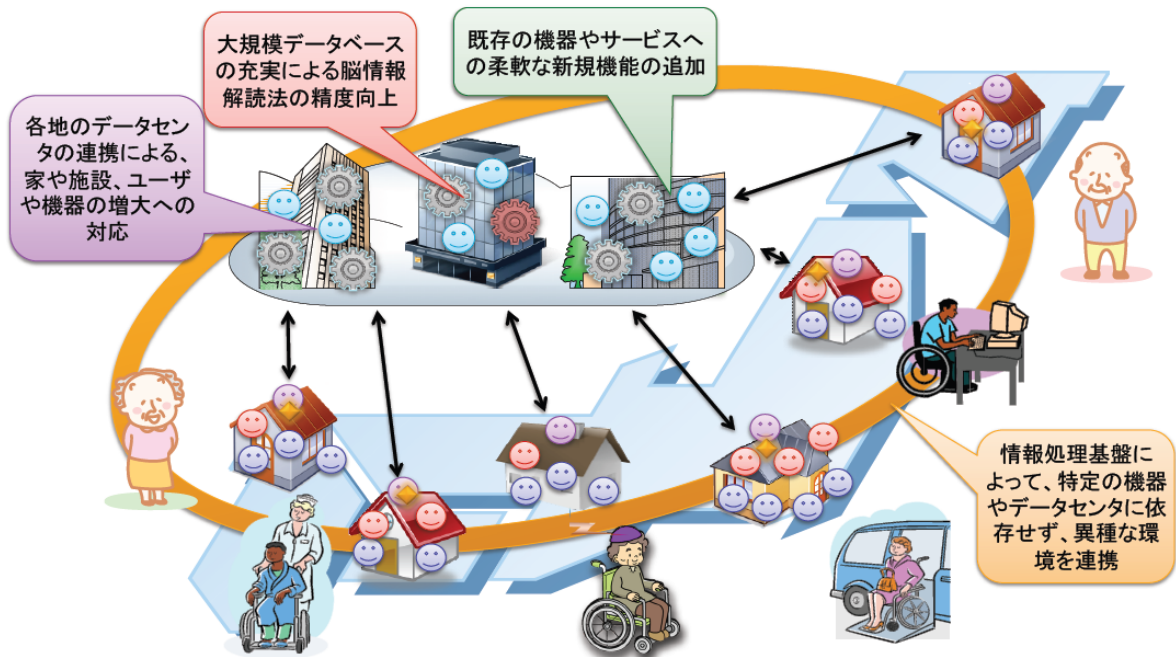 大規模データベース
の充実による脳情報
解読法の精度向上
既存の機器やサービスへ
の柔軟な新規機能の追加
各地のデータセン
タの連携による、
家や施設、ユーザ
や機器の増大への
対応
情報処理基盤に
よって、特定の機器
やデータセンタに依
存せず、異種な環
境を連携